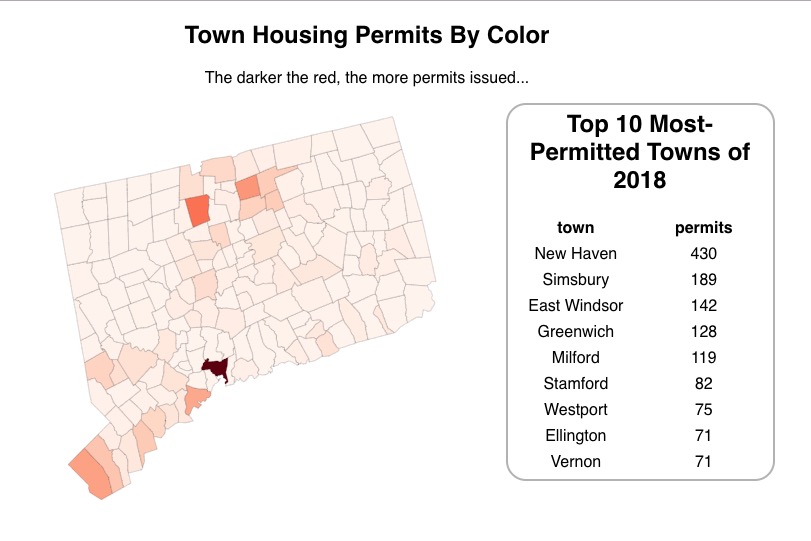 Town Housing Permits By Color
The darker the red, the more permits issued...
Top 10 Most-
Permitted Towns of
2018
town permits
New Haven 430
Simsbury 189
East Windsor 142
Greenwich 128
Milford 119
Stamford 82
Westport 75
Ellington 71
Vernon 71